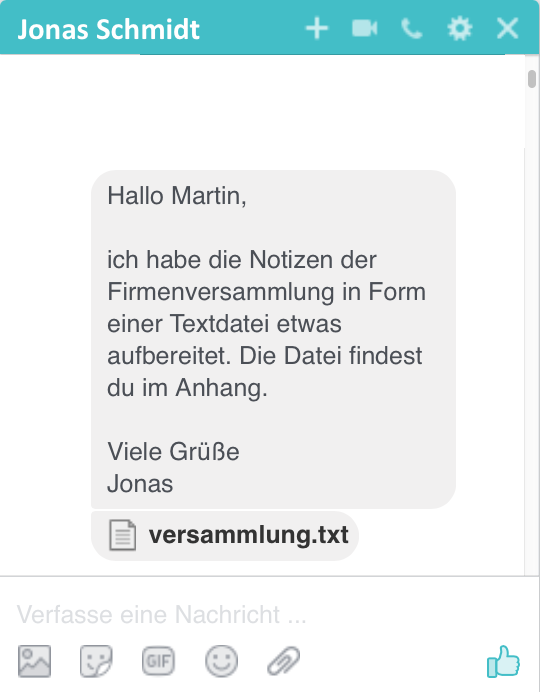 Jonas Schmidt
Hallo Martin,
ich habe die Notizen der
Firmenversammlung in Form
einer Textdatei etwas
aufbereitet. Die Datei findest
du im Anhang.
Viele Grüße
Jonas
versammlung.txt
Verfasse eine Nachricht ...
GIF